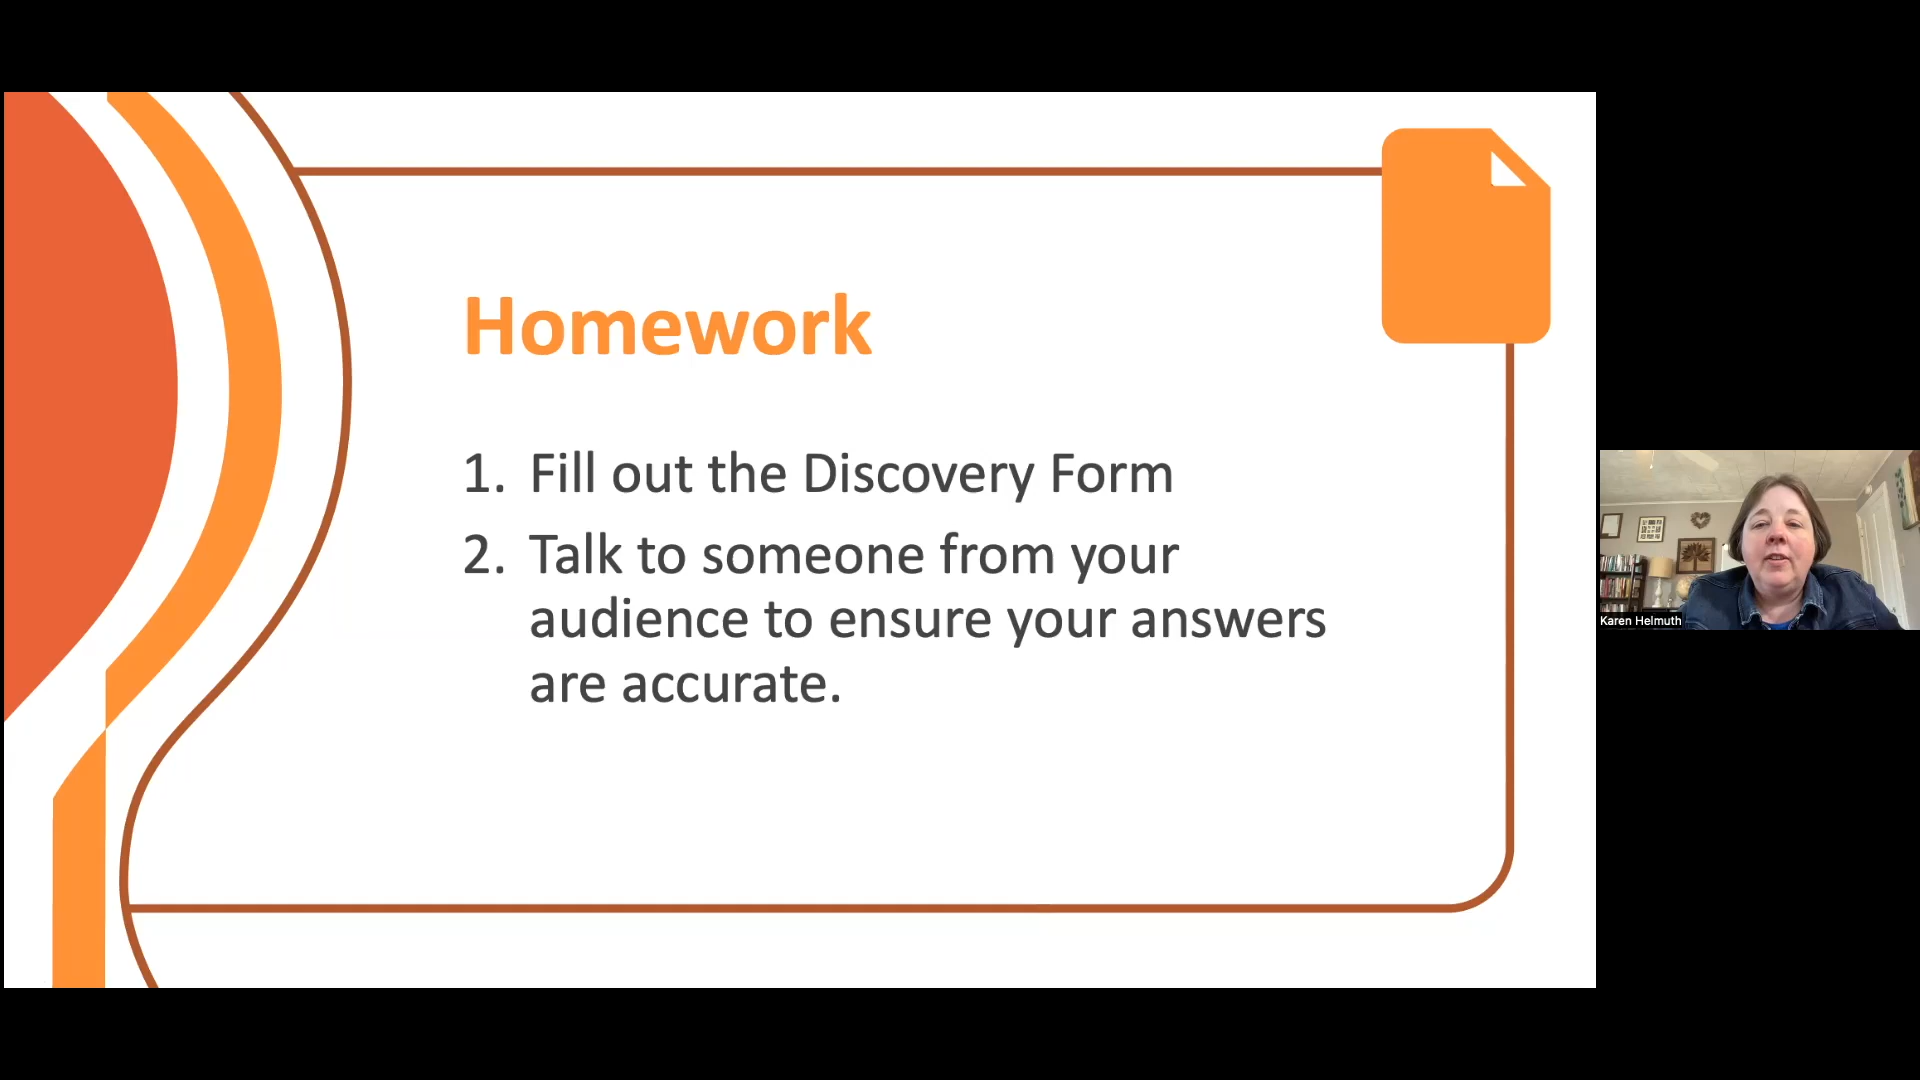 Homework
1. Fill out the Discovery Form
2. Talk to someone from your
audience to ensure your answers
are accurate.
Karen Helmuth